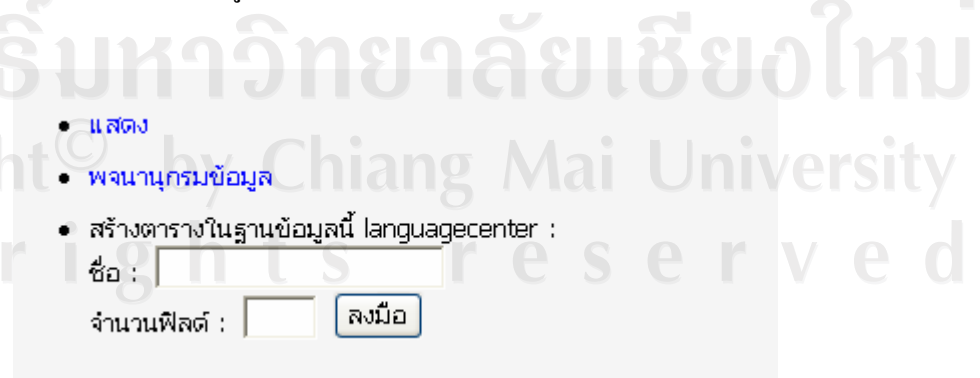 ธิ์มหาวิทยาลัยเชียงใหม่
แสดง
ht© by Chiang Mai University
พจนานุกรมข้อมูล
สร้างตารางในฐานข้อมูลนี้ languagecenter :
rights reserved
ชื่อ :
จำนวนฟิลด์ : ลงมือ